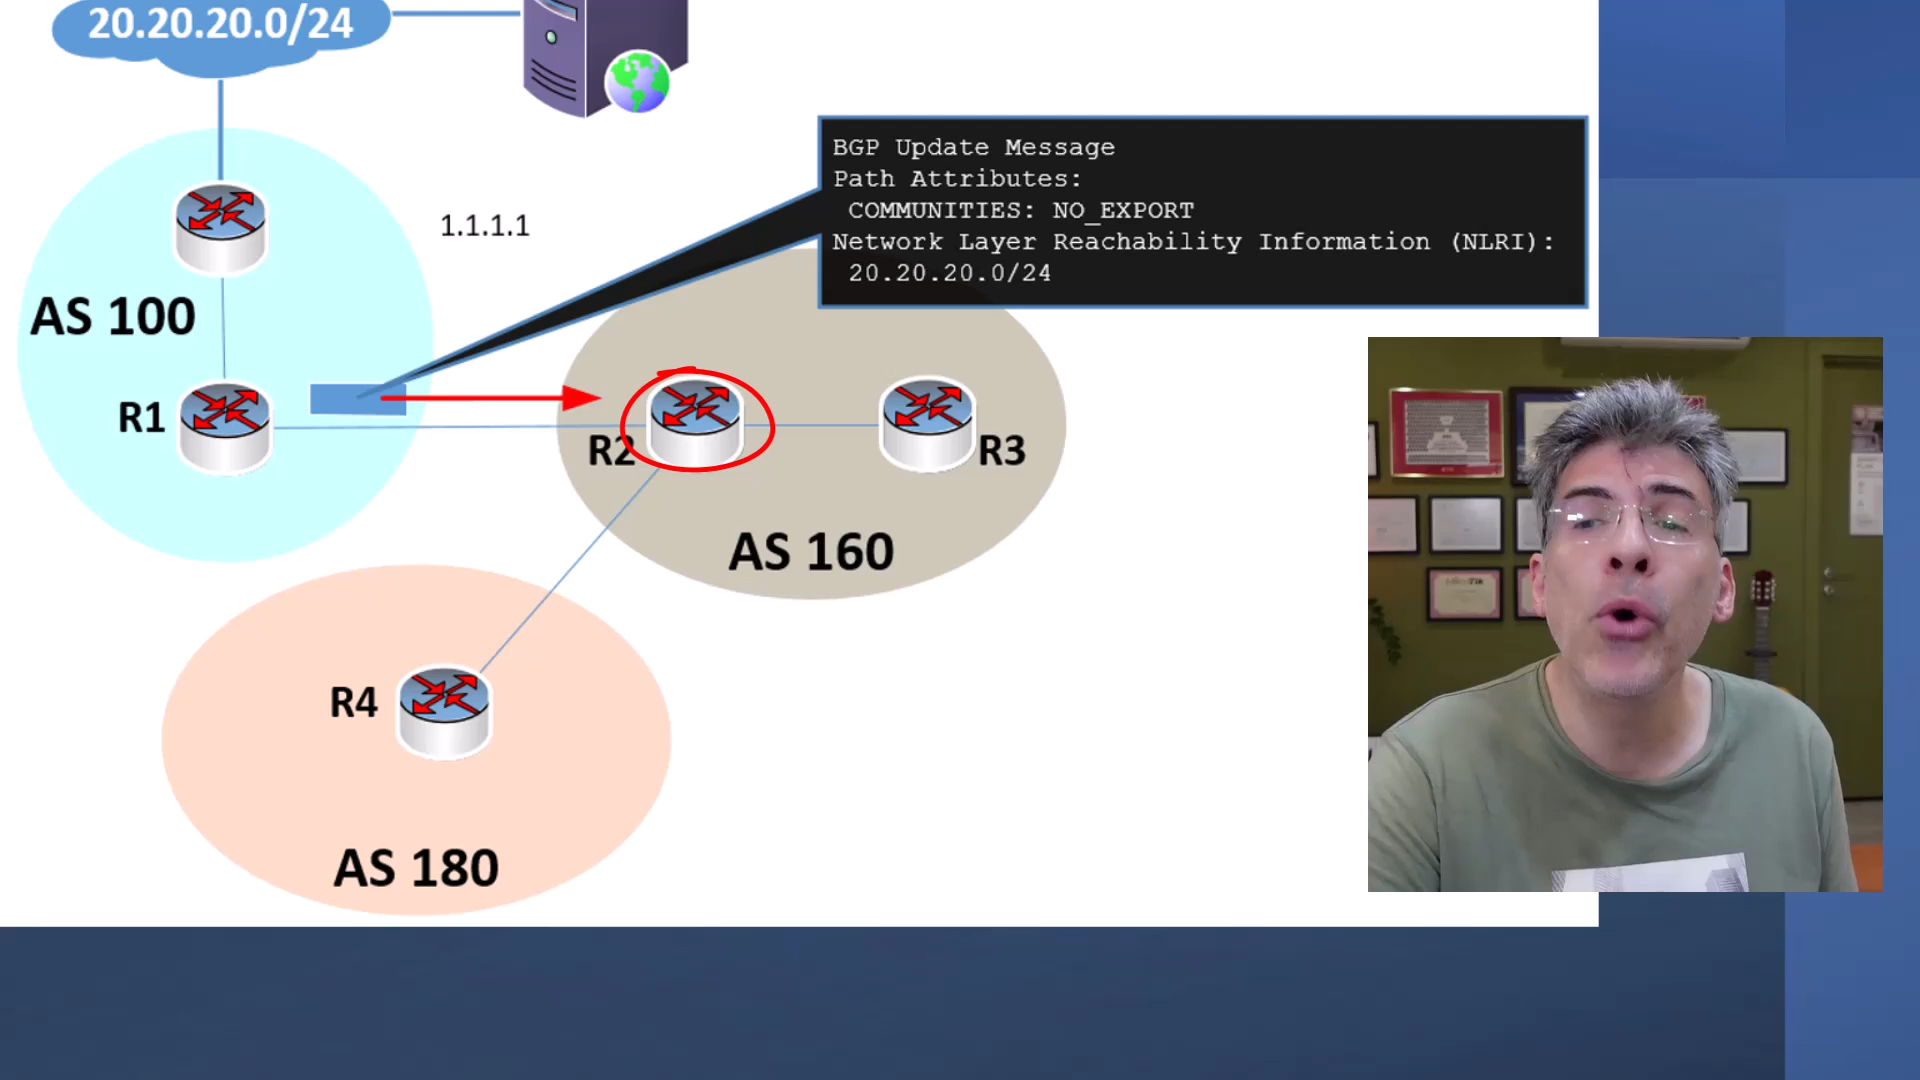 20.20.20.0/24
BGP Update Message
Path Attributes:
COMMUNITIES: NO_EXPORT
Network Layer Reachability Information (NLRI):
20.20.20.0/24
1.1.1.1
AS 100
R1
R2
R3
AS 160
R4
AS 180